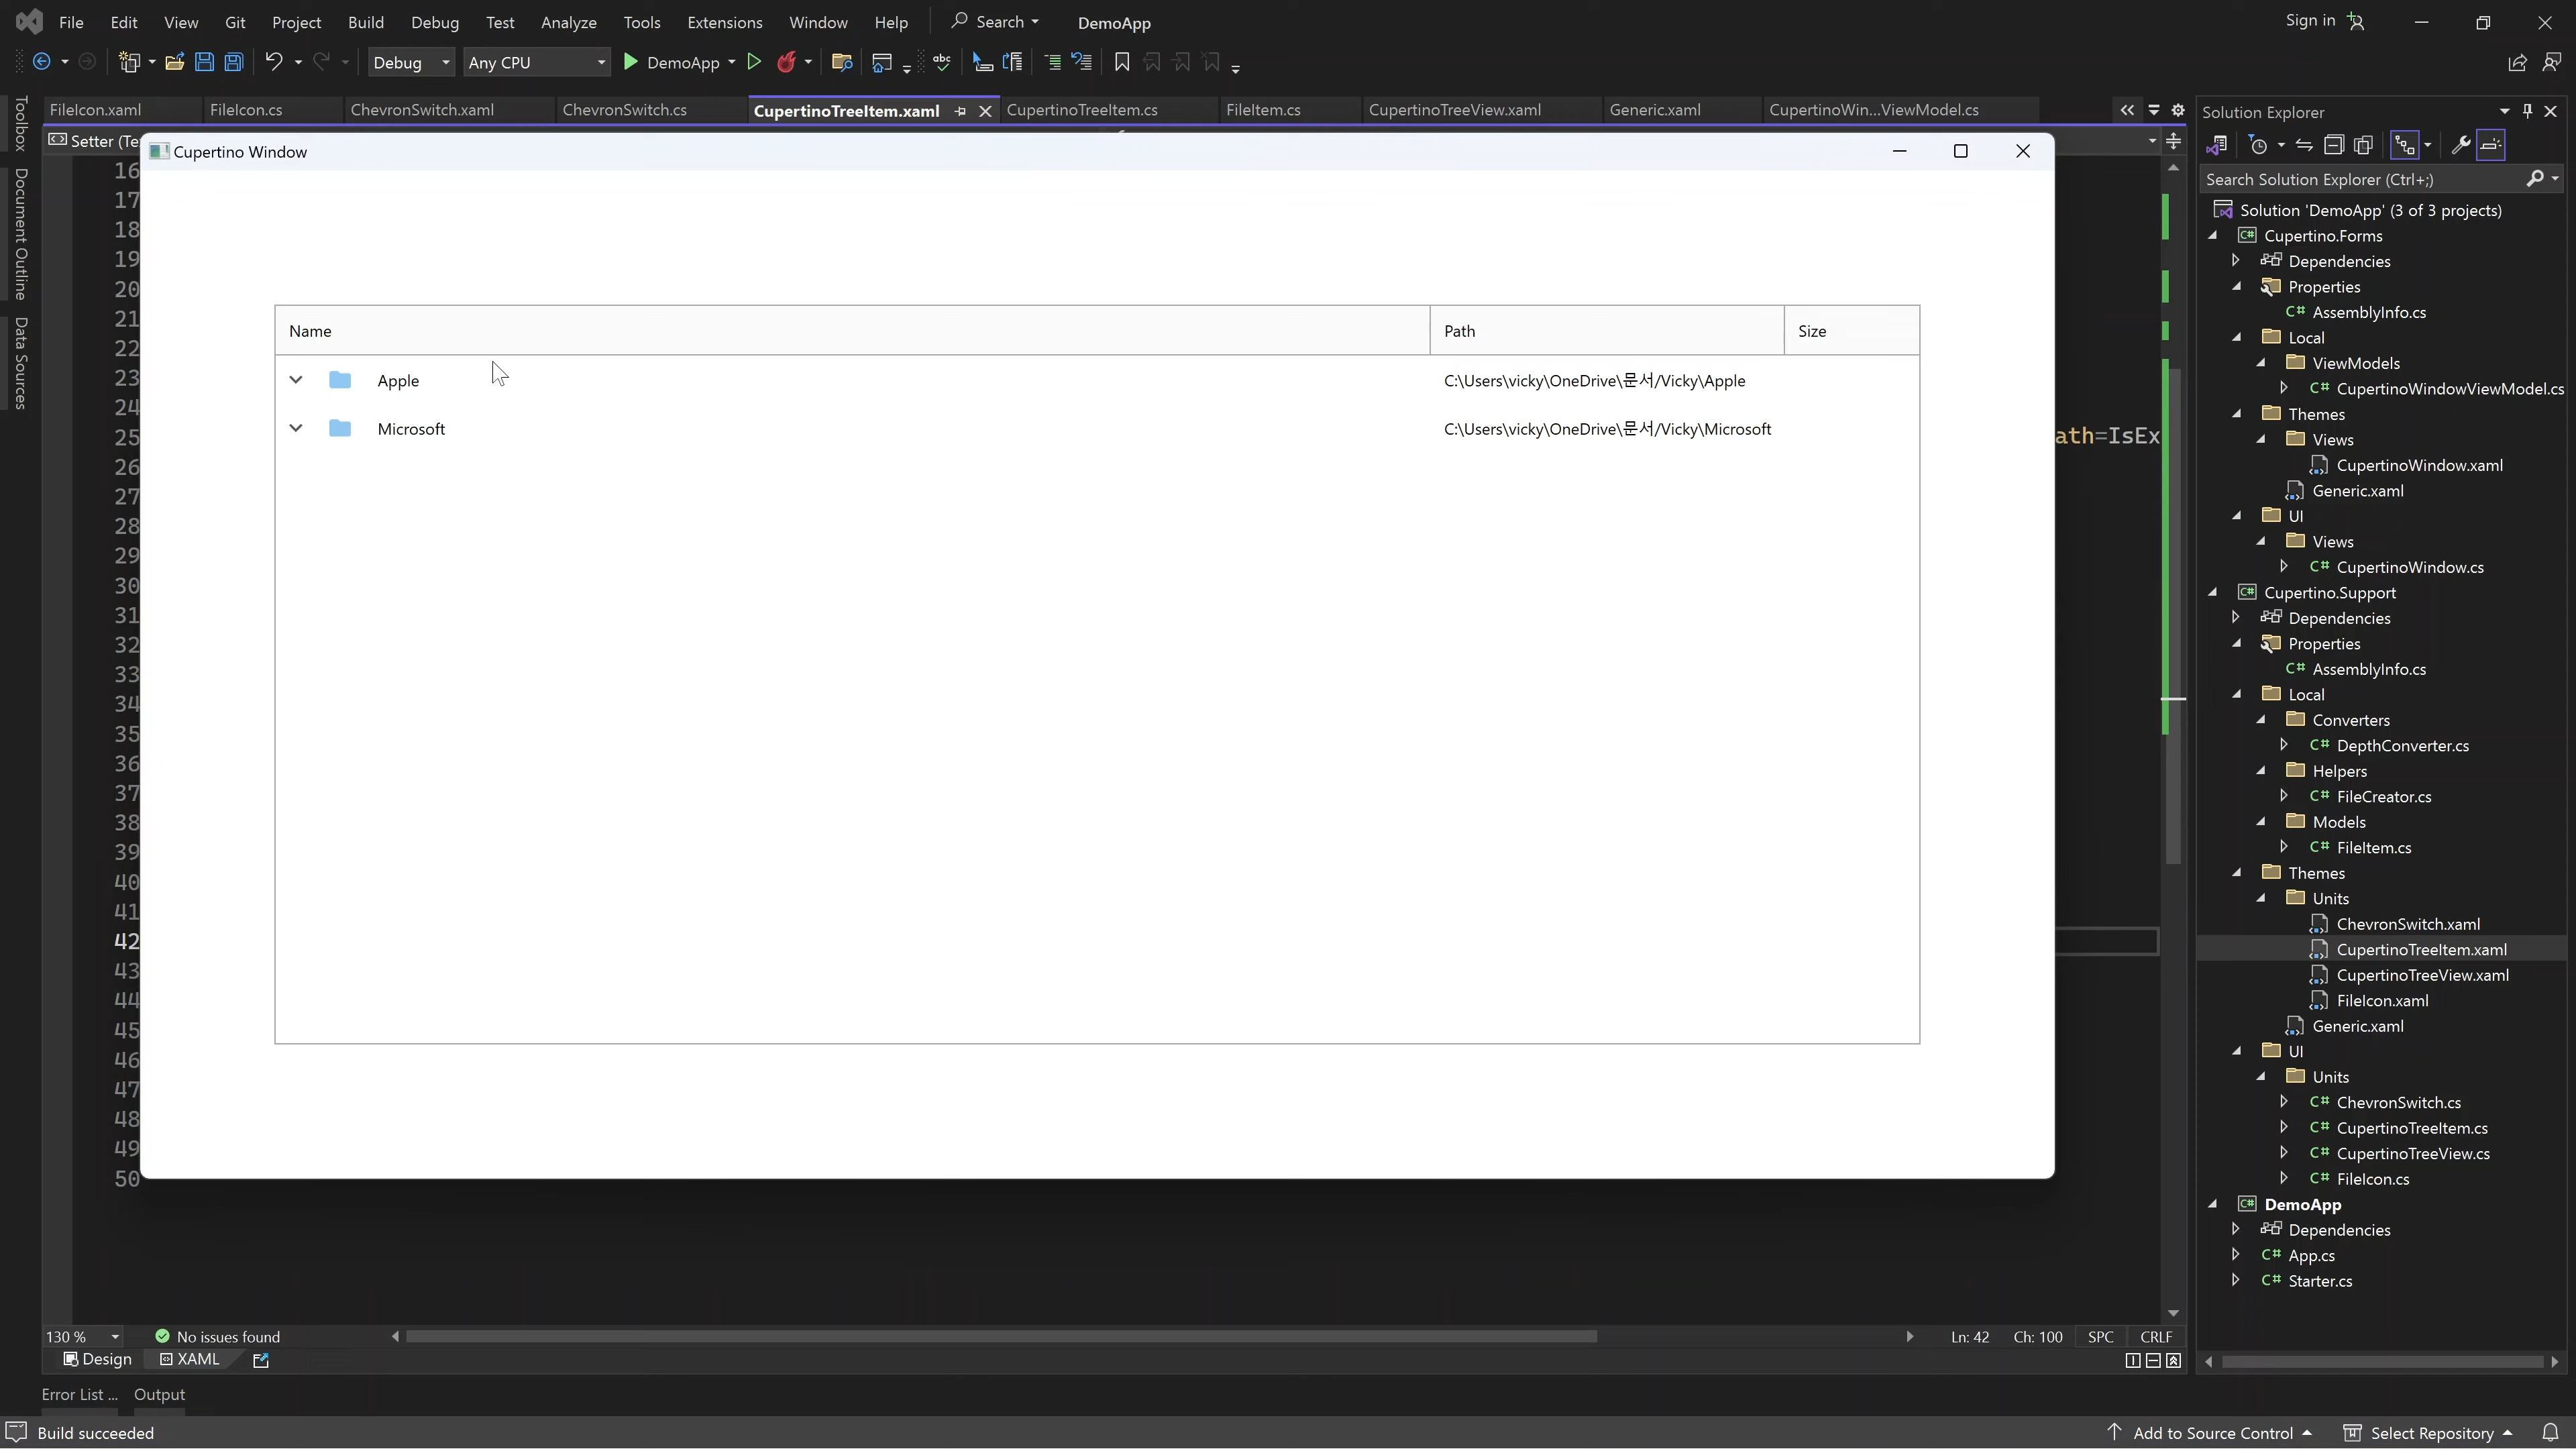 File Edit View Git Project Build Debug Test Analyze Tools Extensions Window Help Search DemoApp Sign in
Debug Any CPU DemoApp
FileIcon.xaml FileIcon.cs ChevronSwitch.xaml ChevronSwitch.cs CupertinoTreeItem.xaml CupertinoTreeItem.cs FileItem.cs CupertinoTreeView.xaml Generic.xaml CupertinoWin...ViewModel.cs
Toolbox
Document Outline
Data Sources
Setter (Te
Cupertino Window
Name Path Size
Apple C:\Users\vicky\OneDrive\문서/Vicky\Apple
Microsoft C:\Users\vicky\OneDrive\문서/Vicky\Microsoft
16
17
18
19
20
21
22
23
24
25
ath=IsEx
26
27
28
29
30
31
32
33
34
35
36
37
38
39
40
41
42
43
44
45
46
47
48
49
50
130 % No issues found Ln: 42 Ch: 100 SPC CRLF
Design XAML
Error List ... Output
Build succeeded Add to Source Control Select Repository
Solution Explorer
Search Solution Explorer (Ctrl+;)
Solution 'DemoApp' (3 of 3 projects)
Cupertino.Forms
Dependencies
Properties
C# AssemblyInfo.cs
Local
ViewModels
C# CupertinoWindowViewModel.cs
Themes
Views
CupertinoWindow.xaml
Generic.xaml
UI
Views
C# CupertinoWindow.cs
Cupertino.Support
Dependencies
Properties
C# AssemblyInfo.cs
Local
Converters
C# DepthConverter.cs
Helpers
C# FileCreator.cs
Models
C# FileItem.cs
Themes
Units
ChevronSwitch.xaml
CupertinoTreeItem.xaml
CupertinoTreeView.xaml
FileIcon.xaml
Generic.xaml
UI
Units
C# ChevronSwitch.cs
C# CupertinoTreeItem.cs
C# CupertinoTreeView.cs
C# FileIcon.cs
DemoApp
Dependencies
C# App.cs
C# Starter.cs